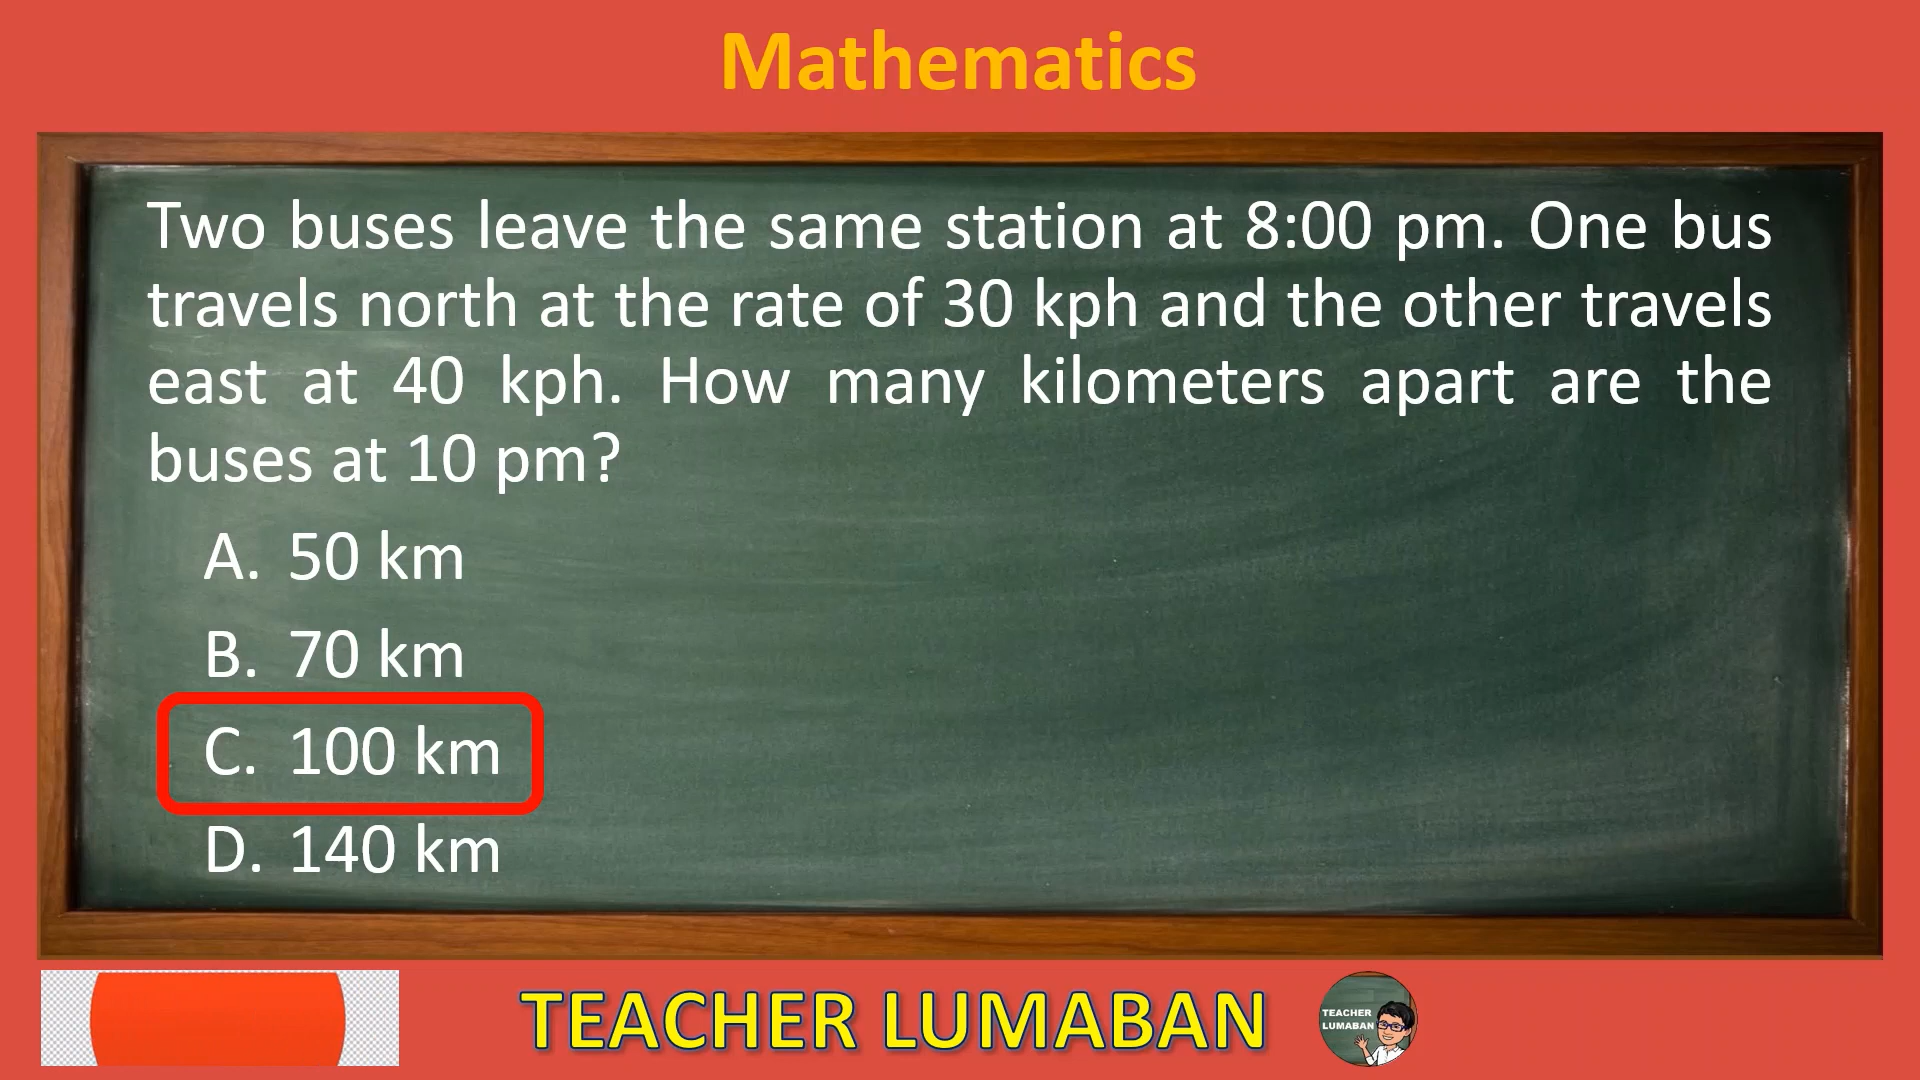 Mathematics
Two buses leave the same station at 8:00 pm. One bus
travels north at the rate of 30 kph and the other travels
east at 40 kph. How many kilometers apart are the
buses at 10 pm?
A. 50 km
B. 70 km
C. 100 km
D. 140 km
TEACHER LUMABAN
TEACHER
LUMABAN